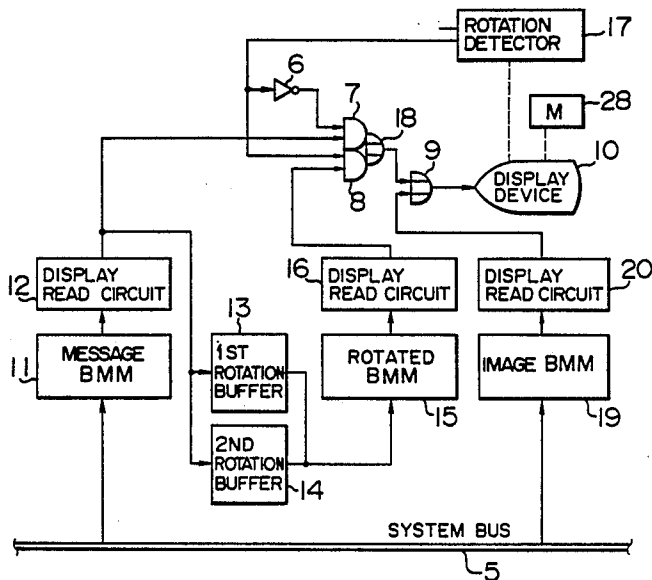 ROTATION
DETECTOR
17
6
7
18
M
28
9
10
8
DISPLAY
DEVICE
12
DISPLAY
READ CIRCUIT
16
DISPLAY
READ CIRCUIT
DISPLAY
READ CIRCUIT
20
13
11
MESSAGE
BMM
1ST
ROTATION
BUFFER
ROTATED
BMM
15
IMAGE BMM
19
2ND
ROTATION
BUFFER
14
SYSTEM BUS
5